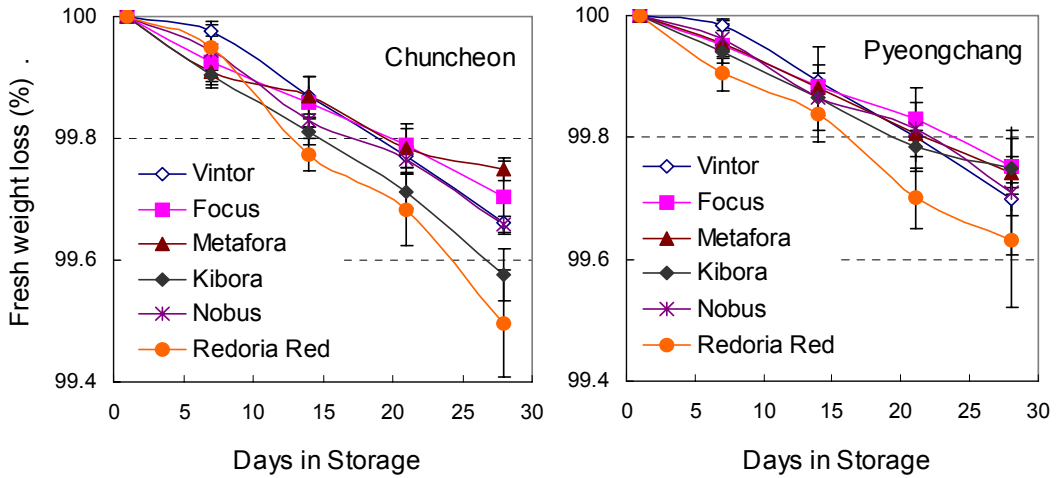 Fresh weight loss (%) .
100
99.8
99.6
99.4
Chuncheon
Vintor
Focus
Metafora
Kibora
Nobus
Redoria Red
0 5 10 15 20 25 30
Days in Storage
100
99.8
99.6
99.4
Pyeongchang
Vintor
Focus
Metafora
Kibora
Nobus
Redoria Red
0 5 10 15 20 25 30
Days in Storage